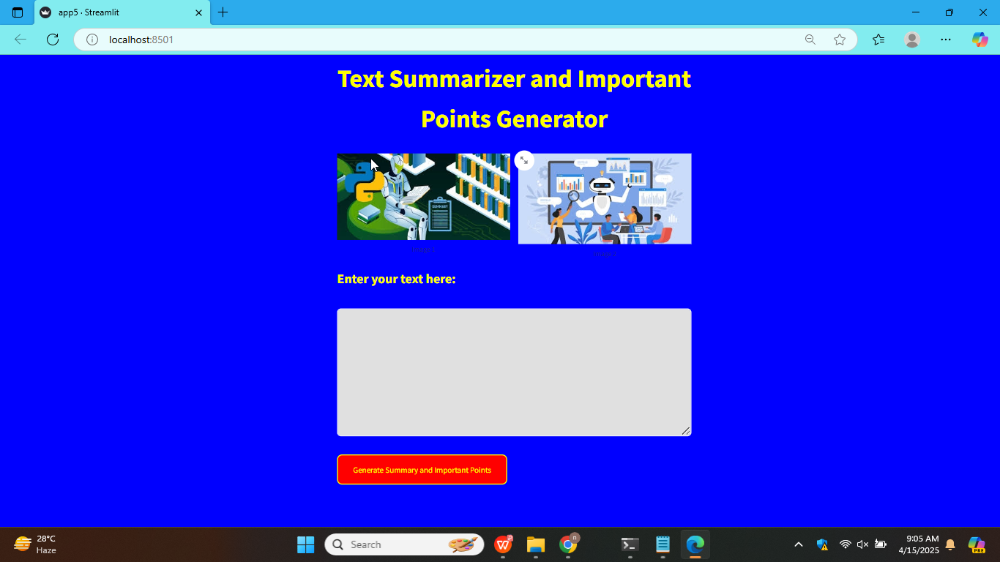 app5 · Streamlit
localhost:8501
Text Summarizer and Important
Points Generator
SUMMARY
Image 1
Image 2
Enter your text here:
Generate Summary and Important Points
28°C
Haze
Search
n
9:05 AM
4/15/2025
PRE